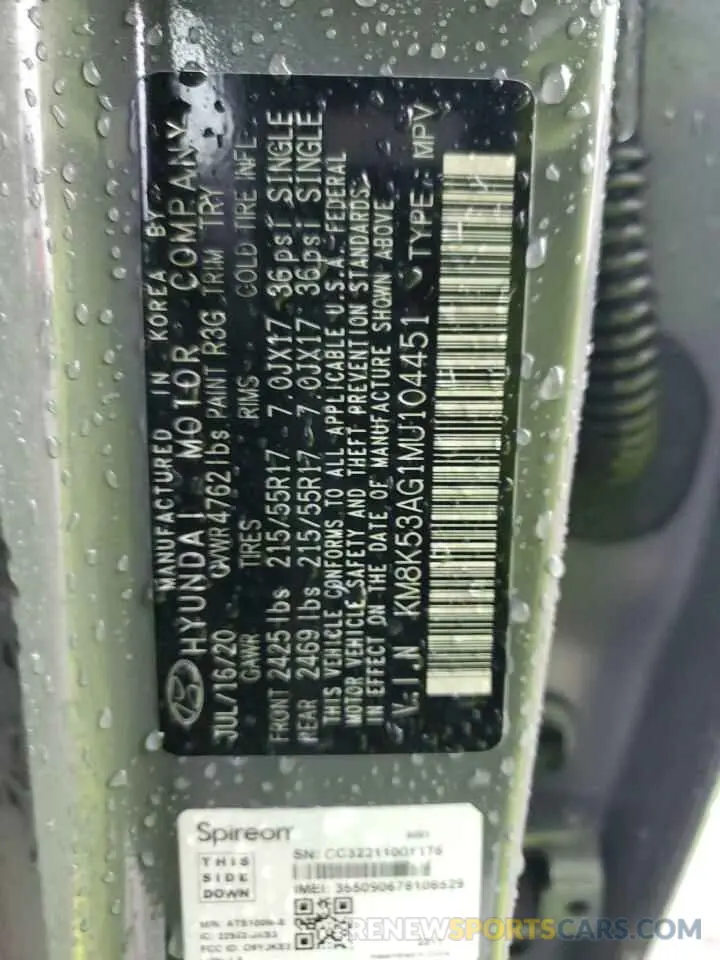 MANUFACTURED IN KOREA BY
HYUNDAI MOTOR COMPANY
JUL/16/20 GVWR 4762lbs PAINT R3G TRIM TRY
GAWR TIRES RIMS COLD TIRE INFL
FRONT 2425 lbs 215/55R17 7.0JX17 36psi SINGLE
REAR 2469 lbs 215/55R17 7.0JX17 36psi SINGLE
THIS VEHICLE CONFORMS TO ALL APPLICABLE U.S.A. FEDERAL
MOTOR VEHICLE SAFETY AND THEFT PREVENTION STANDARDS
IN EFFECT ON THE DATE OF MANUFACTURE SHOWN ABOVE.
V.I.N KM8K53AG1MU104451 TYPE: MPV
Spireon
THIS
SIDE
DOWN
SN:
IMEI:
RENEWSPORTSCARS.COM